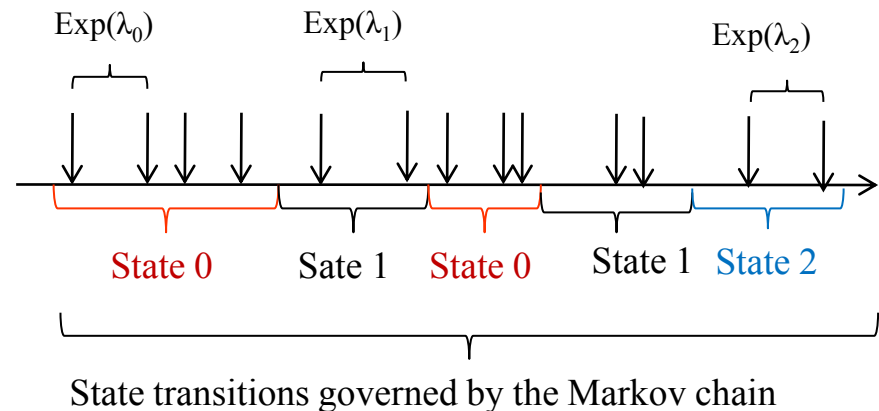 Exp(λ₀) Exp(λ₁) Exp(λ₂)
State 0 Sate 1 State 0 State 1 State 2
State transitions governed by the Markov chain